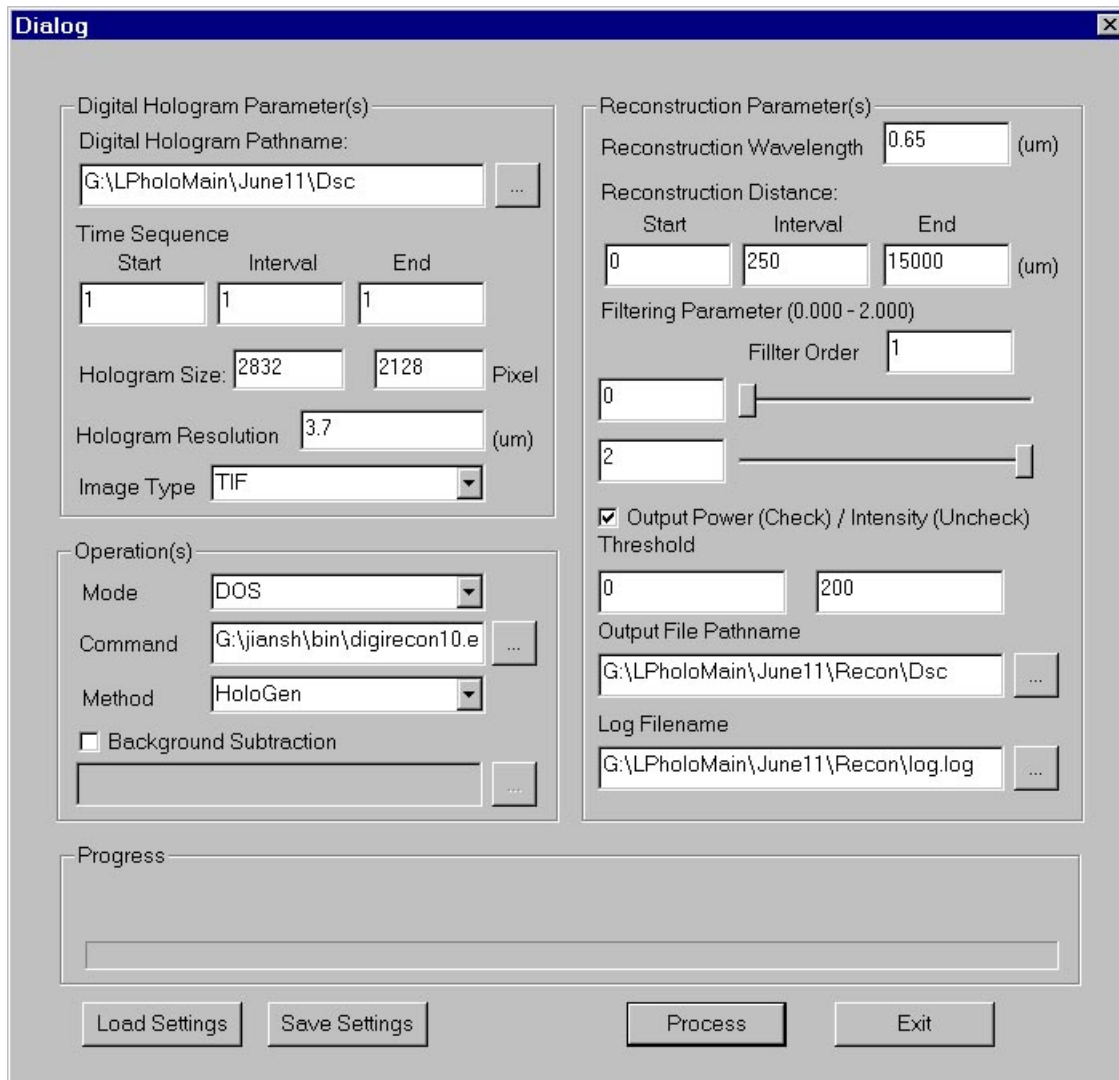 Dialog
Digital Hologram Parameter(s)
Digital Hologram Pathname:
G:\LPholoMain\June11\Dsc
...
Time Sequence
Start Interval End
1 1 1
Hologram Size: 2832 2128 Pixel
Hologram Resolution 3.7 (um)
Image Type TIF
Operation(s)
Mode DOS
Command G:\jiansh\bin\digirecon10.e ...
Method HoloGen
Background Subtraction
...
Reconstruction Parameter(s)
Reconstruction Wavelength 0.65 (um)
Reconstruction Distance:
Start Interval End
0 250 15000 (um)
Filtering Parameter (0.000 - 2.000)
Fillter Order 1
0
2
Output Power (Check) / Intensity (Uncheck)
Threshold
0 200
Output File Pathname
G:\LPholoMain\June11\Recon\Dsc ...
Log Filename
G:\LPholoMain\June11\Recon\log.log ...
Progress
Load Settings Save Settings Process Exit